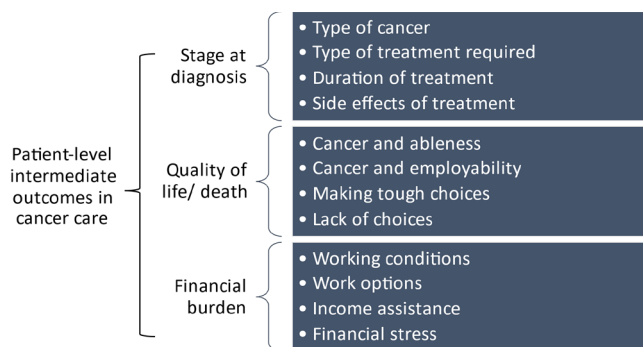 Patient-level
intermediate
outcomes in
cancer care
Stage at
diagnosis
• Type of cancer
• Type of treatment required
• Duration of treatment
• Side effects of treatment
Quality of
life/ death
• Cancer and ableness
• Cancer and employability
• Making tough choices
• Lack of choices
Financial
burden
• Working conditions
• Work options
• Income assistance
• Financial stress